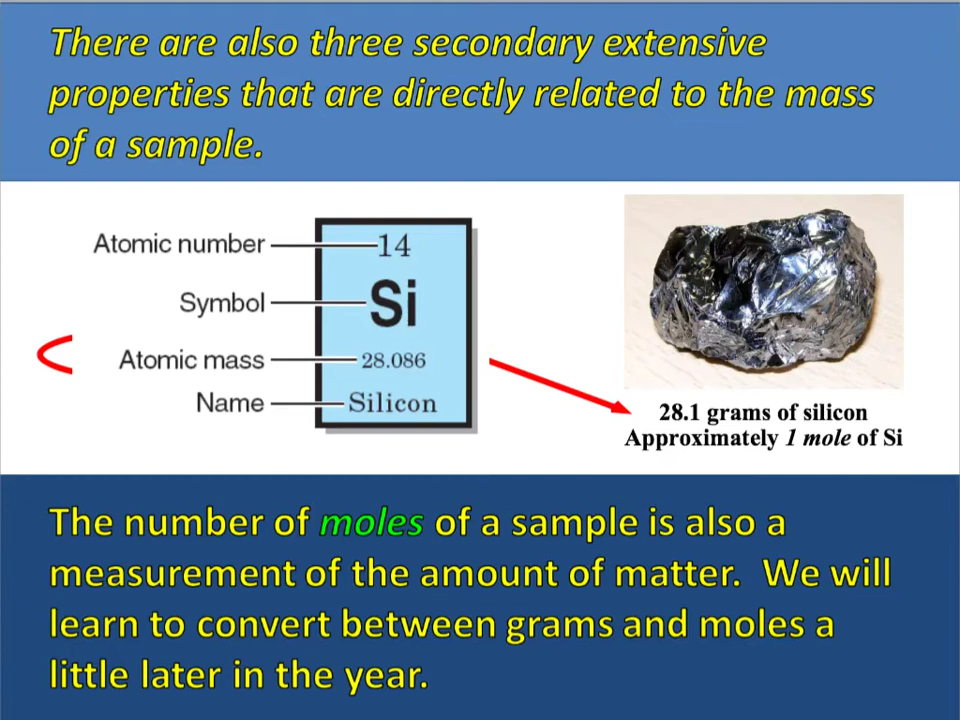 There are also three secondary extensive
properties that are directly related to the mass
of a sample.
Atomic number
14
Symbol
Si
Atomic mass
28.086
Name
Silicon
28.1 grams of silicon
Approximately 1 mole of Si
The number of moles of a sample is also a
measurement of the amount of matter.  We will
learn to convert between grams and moles a
little later in the year.